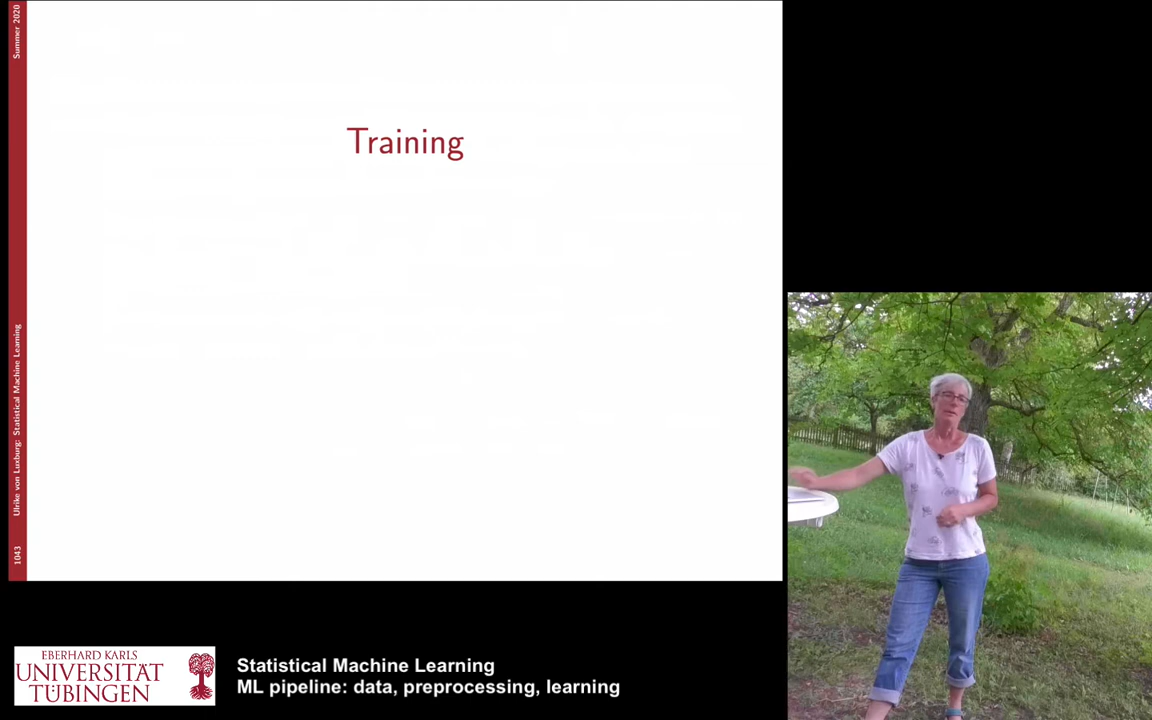 Summer 2020
Training
Ulrike von Luxburg: Statistical Machine Learning
1043
EBERHARD KARLS
UNIVERSITÄT
TÜBINGEN
Statistical Machine Learning
ML pipeline: data, preprocessing, learning